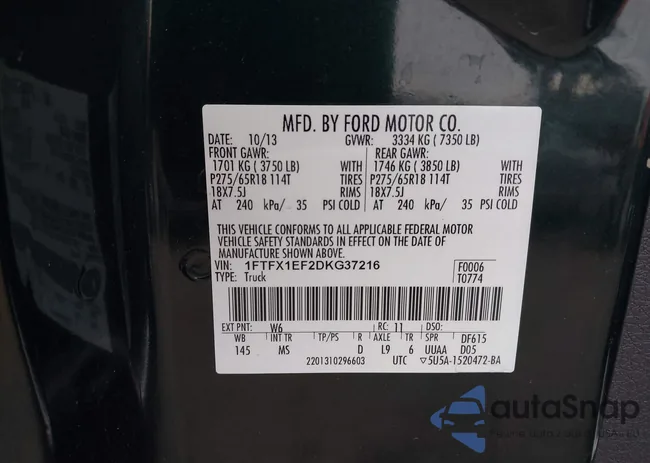 MFD. BY FORD MOTOR CO.
DATE: 10/13 GVWR: 3334 KG ( 7350 LB)
FRONT GAWR: REAR GAWR:
1701 KG ( 3750 LB) WITH 1746 KG ( 3850 LB) WITH
P275/65R18 114T TIRES P275/65R18 114T TIRES
18X7.5J RIMS 18X7.5J RIMS
AT 240 kPa/ 35 PSI COLD AT 240 kPa/ 35 PSI COLD
THIS VEHICLE CONFORMS TO ALL APPLICABLE FEDERAL MOTOR
VEHICLE SAFETY STANDARDS IN EFFECT ON THE DATE OF
MANUFACTURE SHOWN ABOVE.
VIN: 1FTFX1EF2DKG37216 F0006
TYPE: Truck T0774
EXT PNT: W6 RC: 11 DSO:
WB INT TR TP/PS R AXLE TR SPR DF615
145 MS D L9 6 UUAA D05
2201310296603 UTC ▽5U5A-1520472-BA
autoSnap